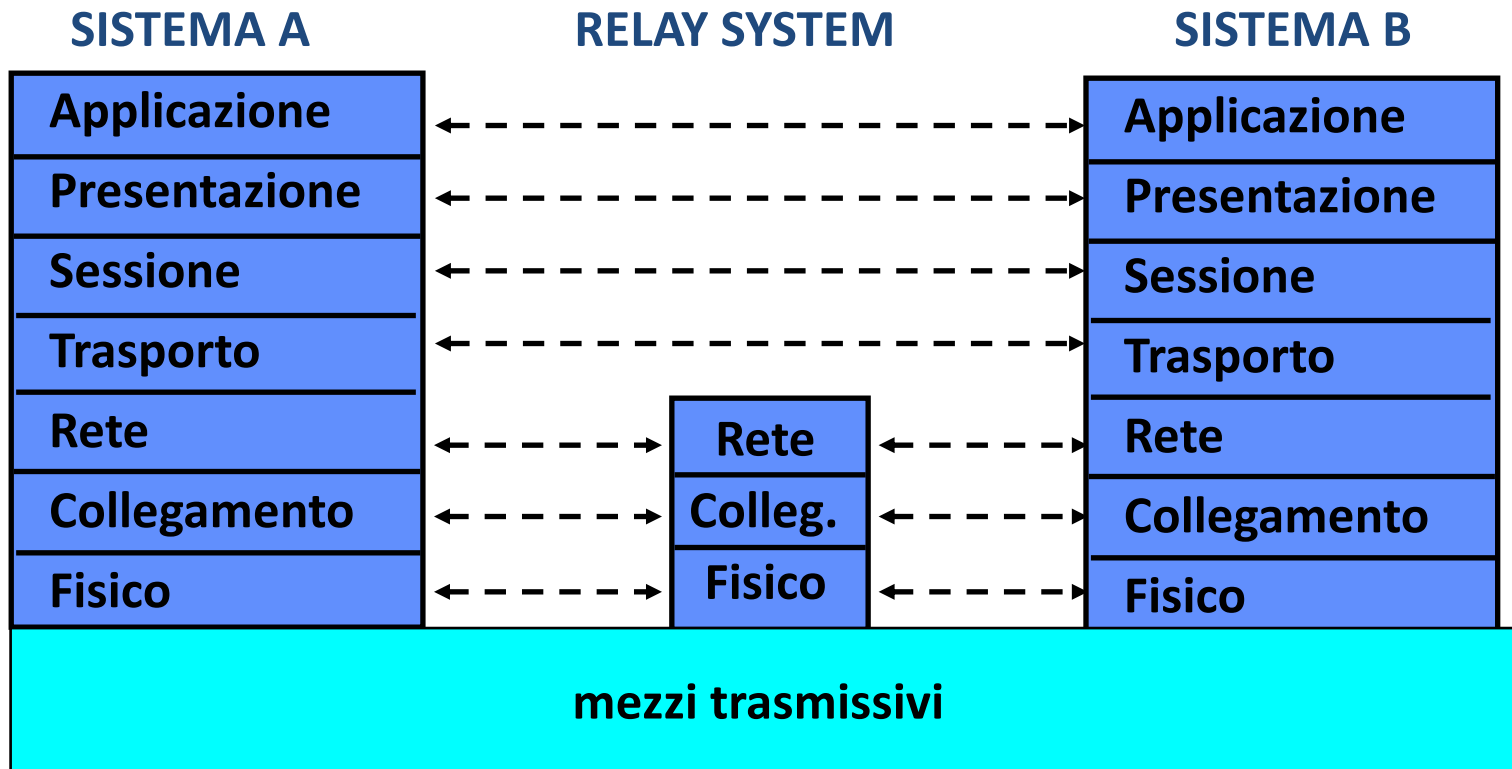 SISTEMA A
RELAY SYSTEM
SISTEMA B
Applicazione
Presentazione
Sessione
Trasporto
Rete
Collegamento
Fisico
Rete
Colleg.
Fisico
Applicazione
Presentazione
Sessione
Trasporto
Rete
Collegamento
Fisico
mezzi trasmissivi